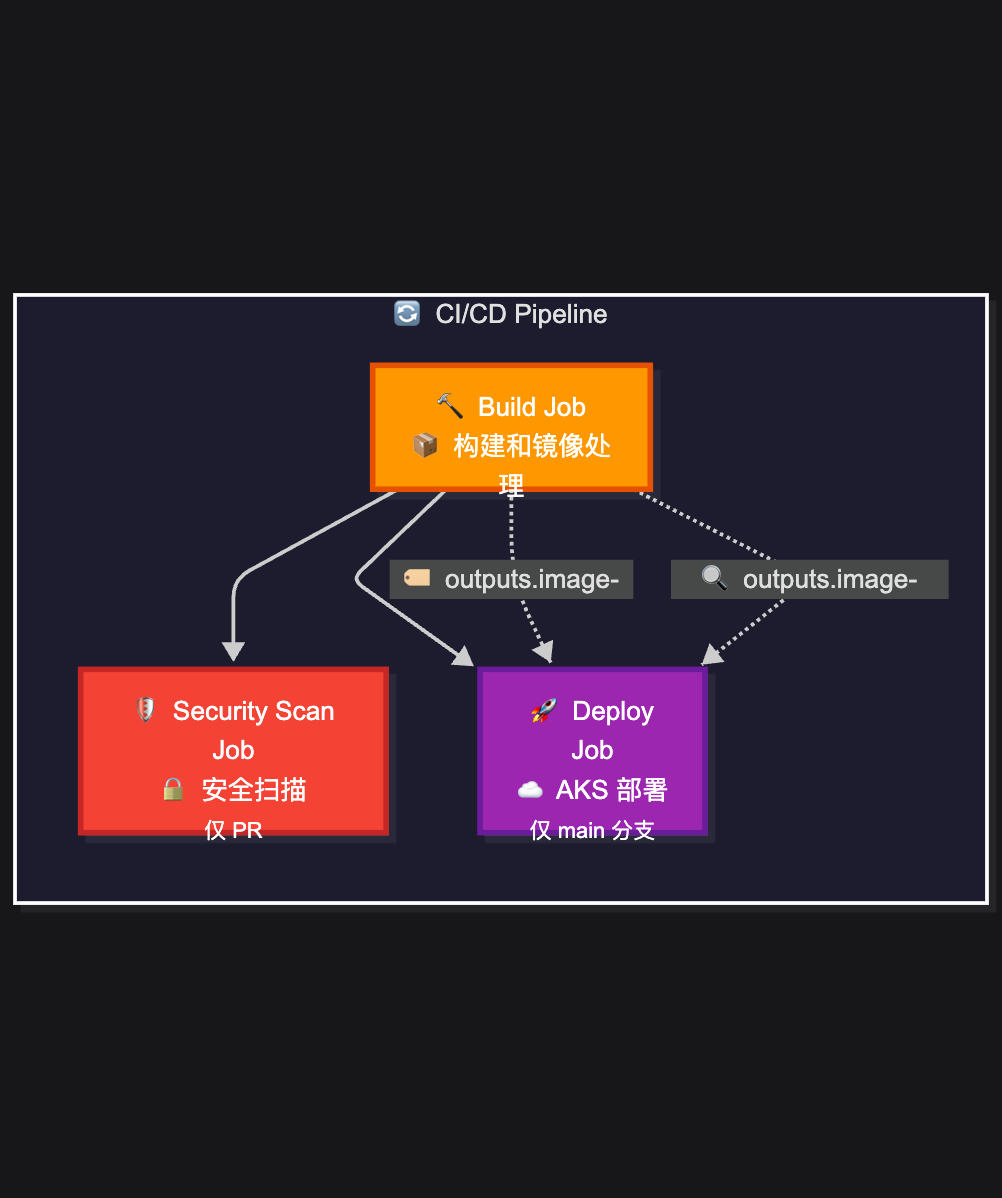 🔄 CI/CD Pipeline
🔨 Build Job
📦 构建和镜像处
理
🏷️ outputs.image-
🔍 outputs.image-
🛡️ Security Scan
Job
🔒 安全扫描
仅 PR
🚀 Deploy
Job
☁️ AKS 部署
仅 main 分支